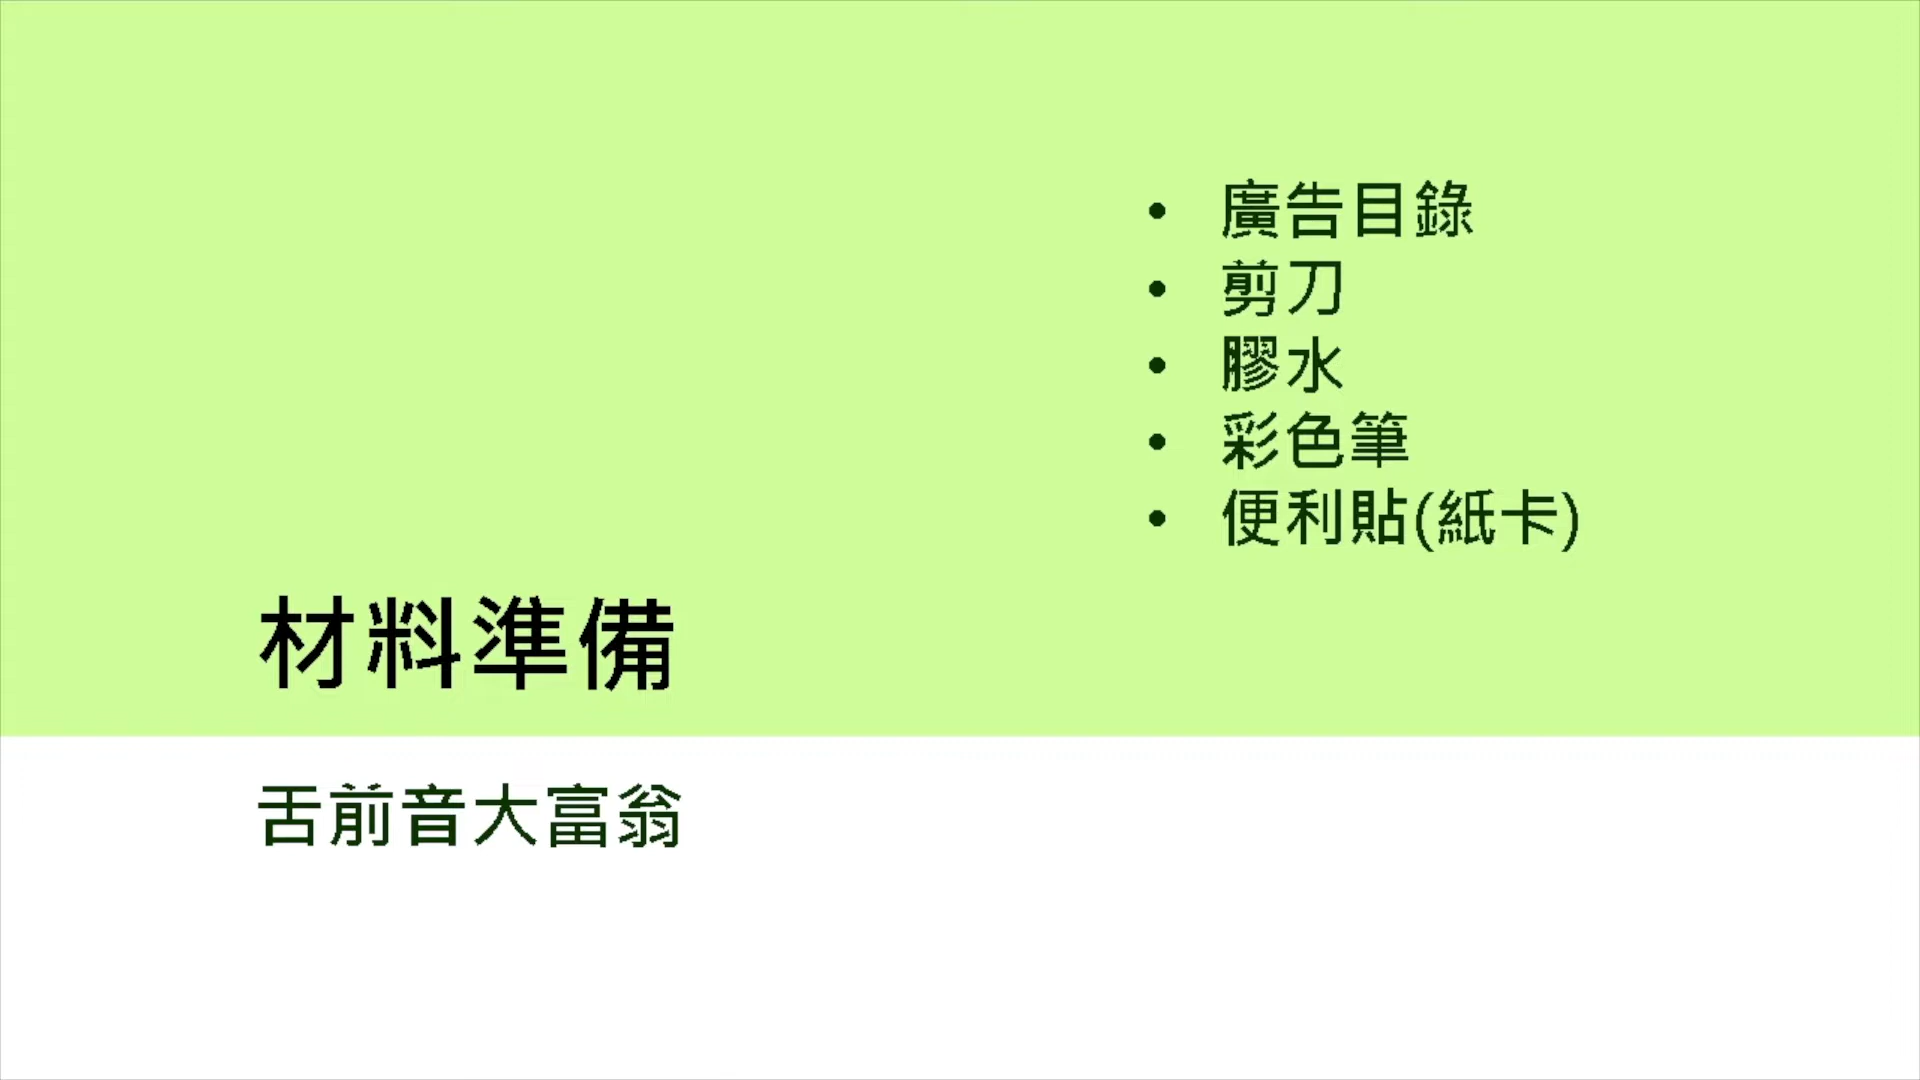 材料準備
舌前音大富翁
• 廣告目錄
• 剪刀
• 膠水
• 彩色筆
• 便利貼(紙卡)